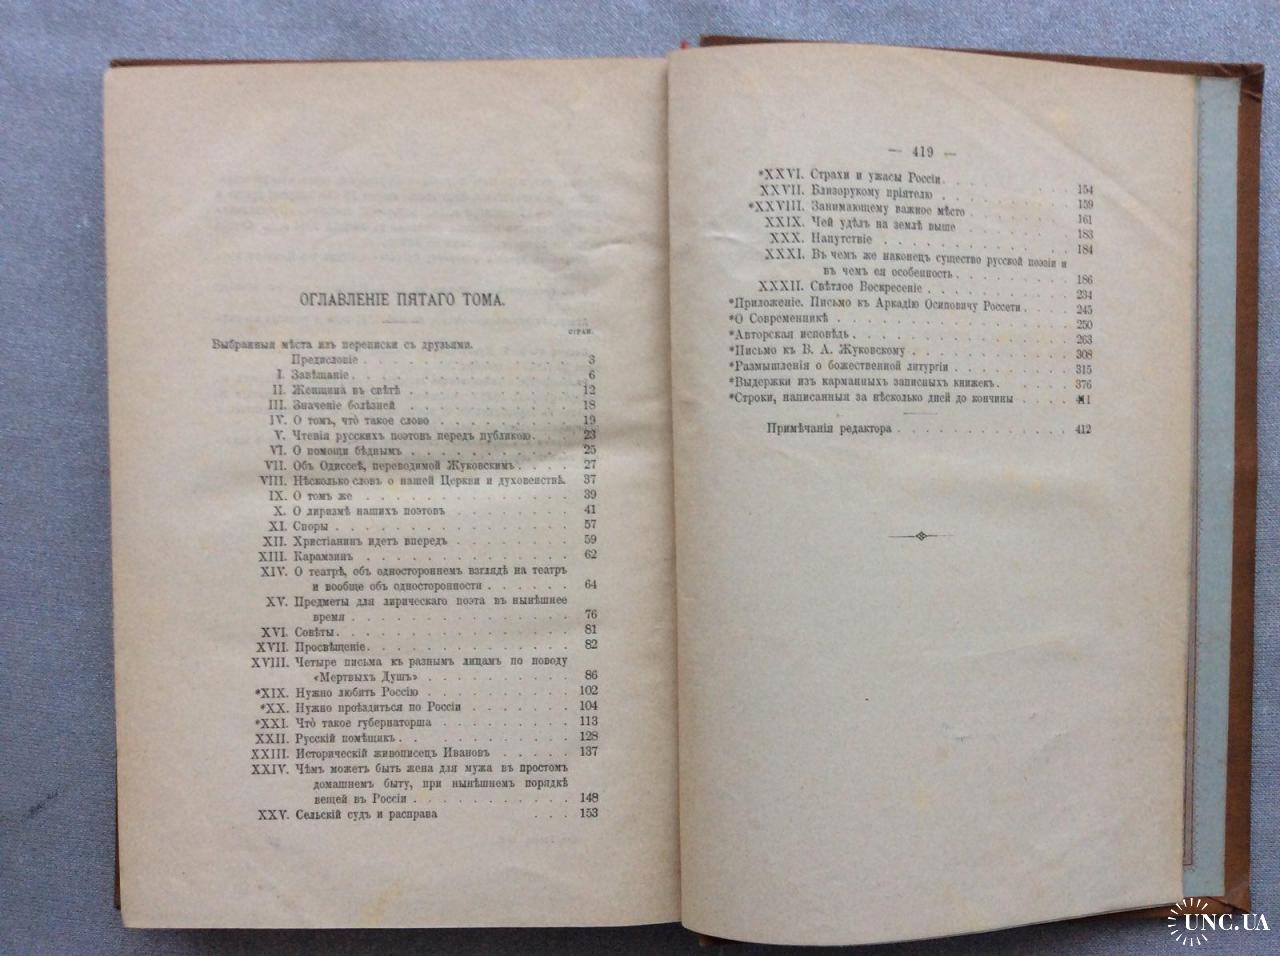 ОГЛАВЛЕНІЕ ПЯТАГО ТОМА.
СТРАН.
Выбранныя мѣста изъ переписки съ друзьями.
Предисловіе . . . . . . . . . . . . . . . 3
I. Завѣщаніе. . . . . . . . . . . . . . . . 6
II. Женщина въ свѣтѣ . . . . . . . . . . . . 12
III. Значеніе болѣзней . . . . . . . . . . . . 18
IV. О томъ, что̀ такое слово . . . . . . . . . 19
V. Чтенія русскихъ поэтовъ передъ публикою. . . . 23
VI. О помощи бѣднымъ . . . . . . . . . . . . 25
VII. Объ Одиссеѣ, переводимой Жуковскимъ. . . . . 27
VIII. Нѣсколько словъ о нашей Церкви и духовенствѣ. 37
IX. О томъ же . . . . . . . . . . . . . . . 39
X. О лиризмѣ нашихъ поэтовъ . . . . . . . . 41
XI. Споры . . . . . . . . . . . . . . . . . 57
XII. Христіанинъ идетъ впередъ . . . . . . . . 59
XIII. Карамзинъ . . . . . . . . . . . . . . . 62
XIV. О театрѣ, объ одностороннемъ взглядѣ на театръ
и вообще объ односторонности . . . . . . 64
XV. Предметы для лирическаго поэта въ нынѣшнее
время . . . . . . . . . . . . . . . . 76
XVI. Совѣты. . . . . . . . . . . . . . . . . 81
XVII. Просвѣщеніе. . . . . . . . . . . . . . . 82
XVIII. Четыре письма къ разнымъ лицамъ по поводу
«Мертвыхъ Душъ» . . . . . . . . . . . 86
*XIX. Нужно любить Россію . . . . . . . . . . 102
*XX. Нужно проѣздиться по Россіи . . . . . . . 104
*XXI. Что̀ такое губернаторша . . . . . . . . . 113
XXII. Русскій помѣщикъ. . . . . . . . . . . . 128
XXIII. Историческій живописецъ Ивановъ . . . . . 137
XXIV. Чѣмъ можетъ быть жена для мужа въ простомъ
домашнемъ быту, при нынѣшнемъ порядкѣ
вещей въ Россіи . . . . . . . . . . . . 148
XXV. Сельскій судъ и расправа . . . 153
— 419 —
*XXVI. Страхи и ужасы Россіи. . . . . . . . . 154
XXVII. Близорукому пріятелю . . . . . . . . . 159
*XXVIII. Занимающему важное мѣсто . . . . . . . 161
XXIX. Чей удѣлъ на землѣ выше . . . . . . . 183
XXX. Напутствіе . . . . . . . . . . . . . 184
XXXI. Въ чемъ же наконецъ существо русской поэзіи и
въ чемъ ея особенность . . . . . . . . 186
XXXII. Свѣтлое Воскресеніе . . . . . . . . . . 234
*Приложеніе. Письмо къ Аркадію Осиповичу Россети . . . . 245
*О Современникѣ . . . . . . . . . . . . . . . . 250
*Авторская исповѣдь . . . . . . . . . . . . . . . 263
*Письмо къ В. А. Жуковскому . . . . . . . . . . . 308
*Размышленія о божественной литургіи . . . . . . . . 315
*Выдержки изъ карманныхъ записныхъ книжекъ. . . . . . 376
*Строки, написанныя за нѣсколько дней до кончины . . . . 411
Примѣчанія редактора . . . . . . . . . . . . . 412
UNC.UA